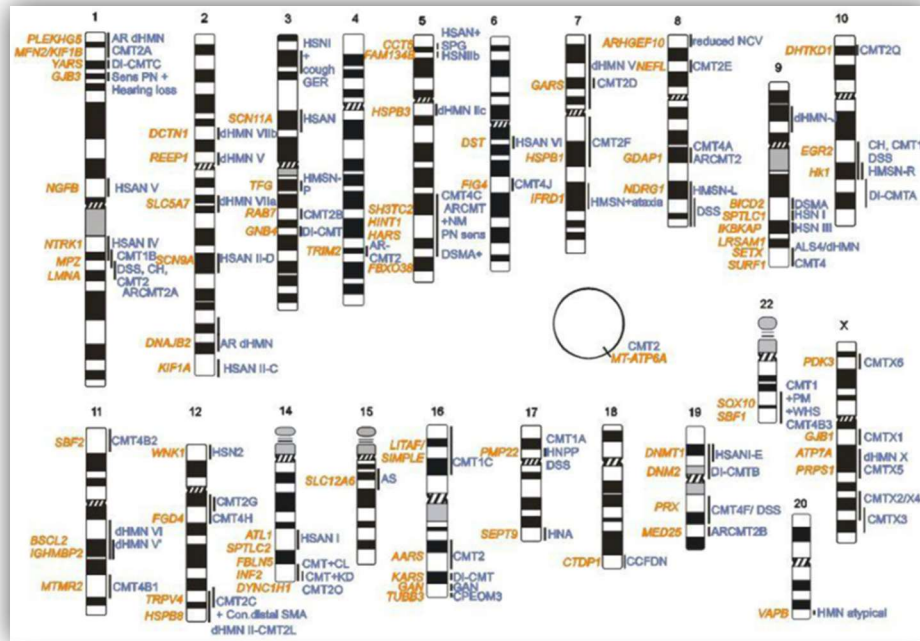 1
PLEKHG5 AR dHMN
MFN2/KIF1B CMT2A
YARS DI-CMTC
GJB3 Sens PN +
Hearing loss
NGFB HSAN V
NTRK1 HSAN IV
MPZ CMT1B
LMNA DSS, CH,
CMT2
ARCMT2A
2
DCTN1 dHMN VIIb
REEP1 dHMN V
SLC5A7 dHMN VIIa
SCN9A HSAN II-D
DNAJB2 AR dHMN
KIF1A HSAN II-C
3
HSNI
+
cough
GER
SCN11A HSAN
TFG HMSN-
P
RAB7 CMT2B
GNB4 DI-CMT
4
TRIM2 AR-
CMT2
5
HSAN+
CCT5 SPG
FAM134B HSNIIb
HSPB3 dHMN IIc
SH3TC2 CMT4C
HINT1 ARCMT
HARS +NM
PN sens
FBXO38 DSMA+
6
DST HSAN VI
FIG4 CMT4J
7
dHMN V
GARS CMT2D
HSPB1 CMT2F
IFRD1 HMSN+ataxia
8
ARHGEF10 reduced NCV
NEFL CMT2E
GDAP1 CMT4A
ARCMT2
NDRG1 HMSN-L
DSS
9
dHMN-J
BICD2 DSMA
SPTLC1 HSN I
IKBKAP HSN III
LRSAM1
SETX ALS4/dHMN
SURF1 CMT4
10
DHTKD1 CMT2Q
EGR2 CH, CMT1
DSS
HK1 HMSN-R
DI-CMTA
CMT2
MT-ATP6A
22
SOX10 CMT1
SBF1 +PM
+WHS
CMT4B3
X
PDK3 CMTX6
GJB1 CMTX1
ATP7A dHMN X
PRPS1 CMTX5
CMTX2/X4
CMTX3
11
SBF2 CMT4B2
BSCL2 dHMN VI
IGHMBP2 dHMN V'
MTMR2 CMT4B1
12
WNK1 HSN2
CMT2G
FGD4 CMT4H
TRPV4 CMT2C
HSPB8 + Con.distal SMA
dHMN II-CMT2L
14
ATL1 HSAN I
SPTLC2
FBLN5 CMT+CL
INF2 CMT+KD
DYNC1H1 CMT2O
15
SLC12A6 AS
16
LITAF/
SIMPLE CMT1C
AARS CMT2
KARS DI-CMT
GAN GAN
TUBB3 CPEOM3
17
CMT1A
PMP22 HNPP
DSS
SEPT9 HNA
18
CTDP1 CCFDN
19
DNMT1 HSANI-E
DNM2 DI-CMTB
PRX CMT4F/ DSS
MED25 ARCMT2B
20
VAPB HMN atypical